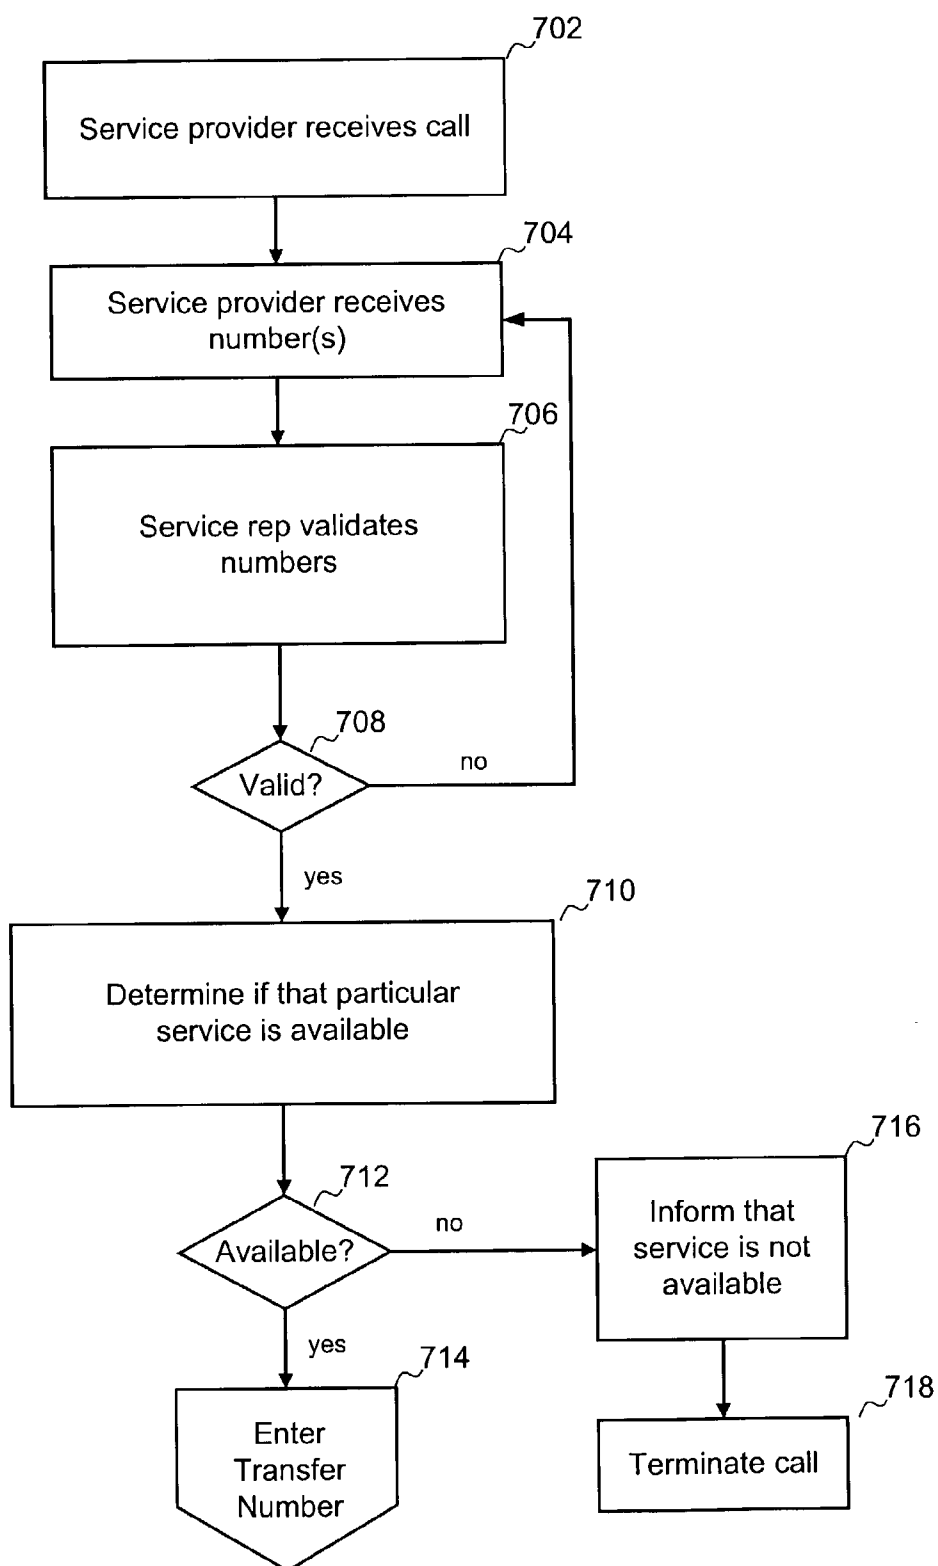 702
Service provider receives call
704
Service provider receives
number(s)
706
Service rep validates
numbers
708
Valid?
no
yes
710
Determine if that particular
service is available
712
Available?
no
716
Inform that
service is not
available
yes
714
Enter
Transfer
Number
718
Terminate call